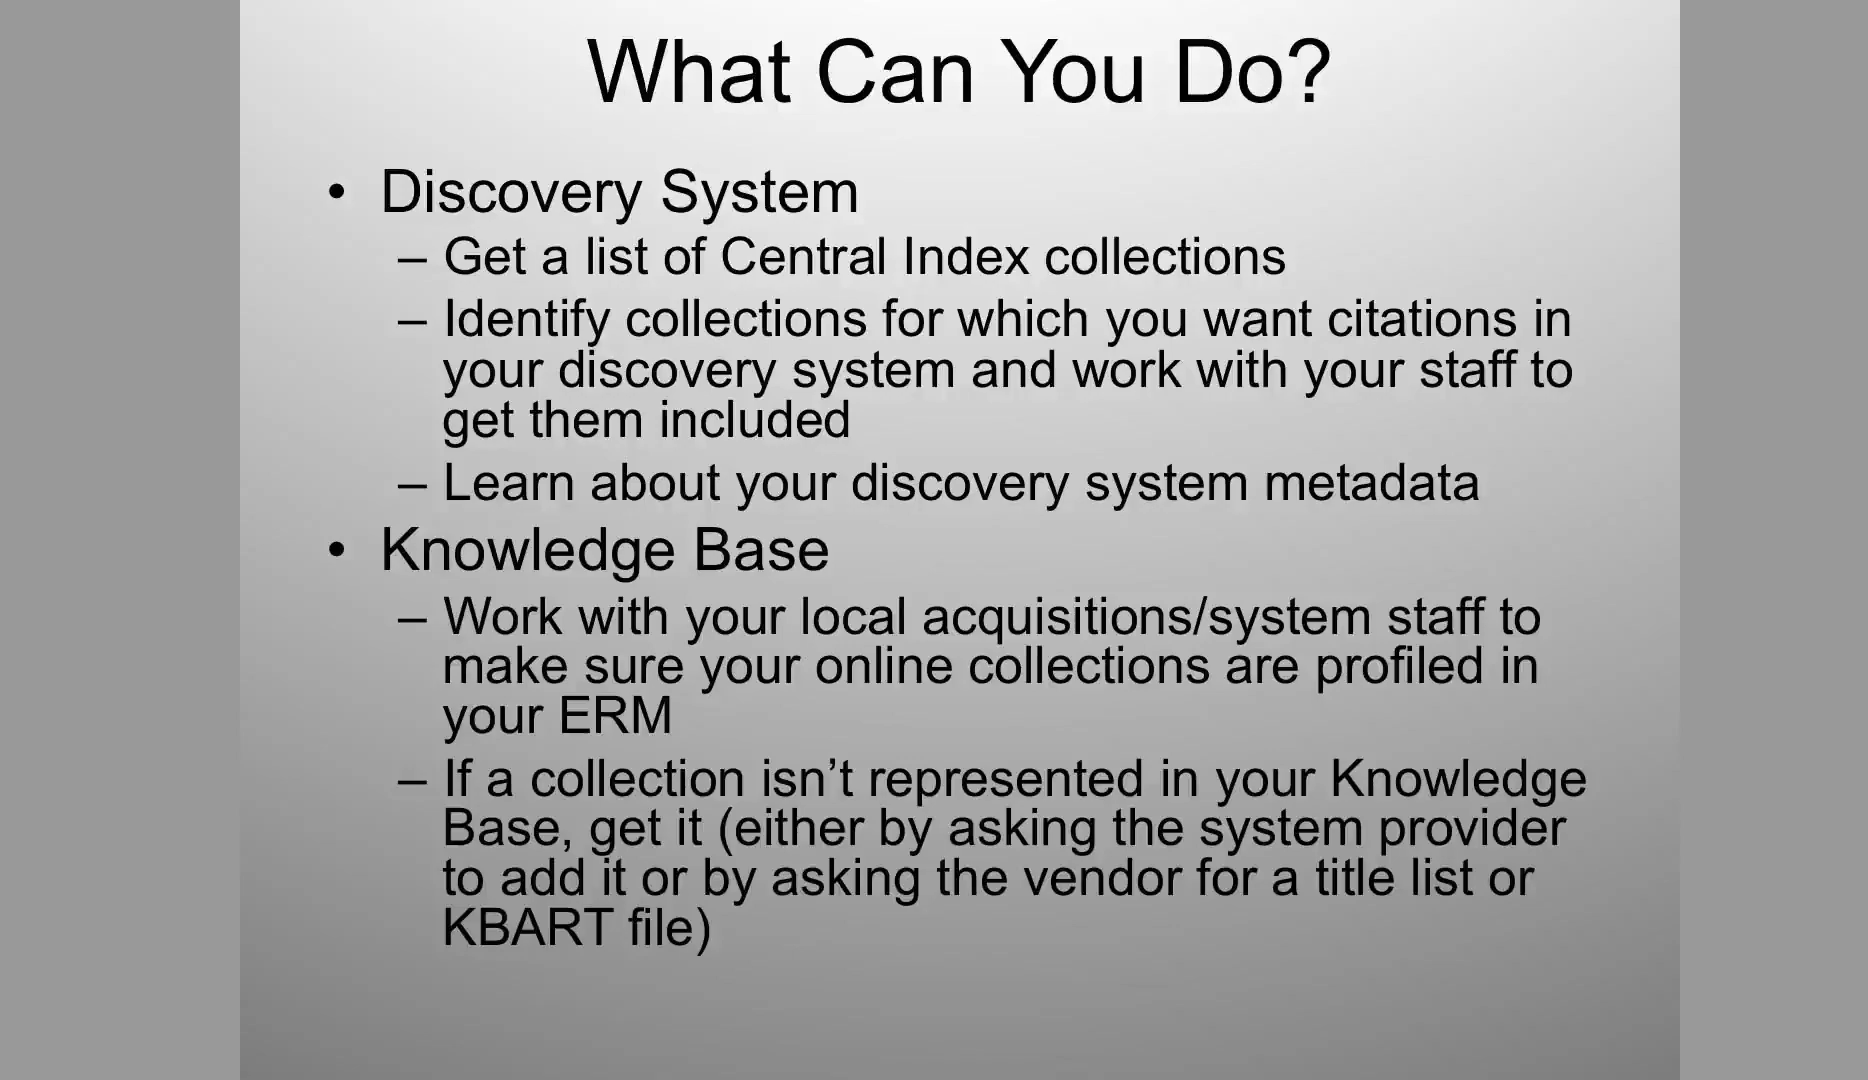 What Can You Do?
• Discovery System
– Get a list of Central Index collections
– Identify collections for which you want citations in
your discovery system and work with your staff to
get them included
– Learn about your discovery system metadata
• Knowledge Base
– Work with your local acquisitions/system staff to
make sure your online collections are profiled in
your ERM
– If a collection isn’t represented in your Knowledge
Base, get it (either by asking the system provider
to add it or by asking the vendor for a title list or
KBART file)